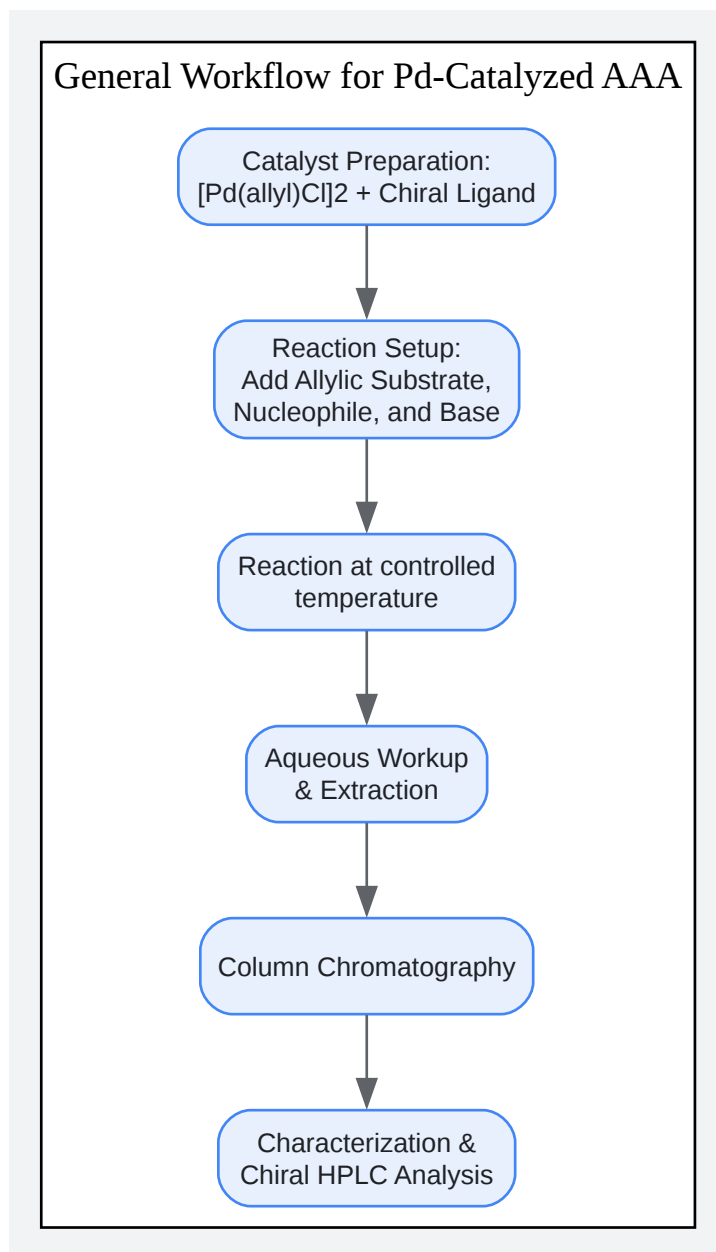 General Workflow for Pd-Catalyzed AAA
Catalyst Preparation:
[Pd(allyl)Cl]2 + Chiral Ligand
Reaction Setup:
Add Allylic Substrate,
Nucleophile, and Base
Reaction at controlled
temperature
Aqueous Workup
& Extraction
Column Chromatography
Characterization &
Chiral HPLC Analysis